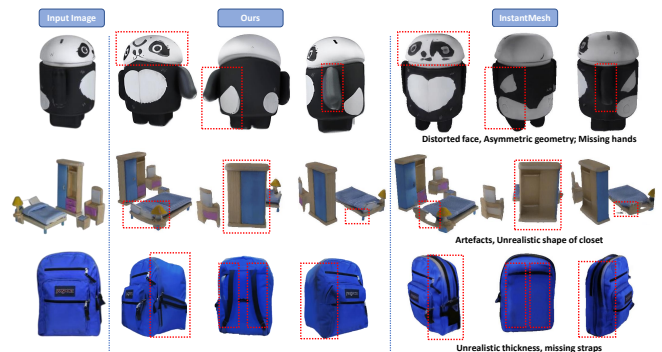 Input Image
Ours
InstantMesh
Distorted face, Asymmetric geometry; Missing hands
Artefacts, Unrealistic shape of closet
JANSPORT
Unrealistic thickness, missing straps